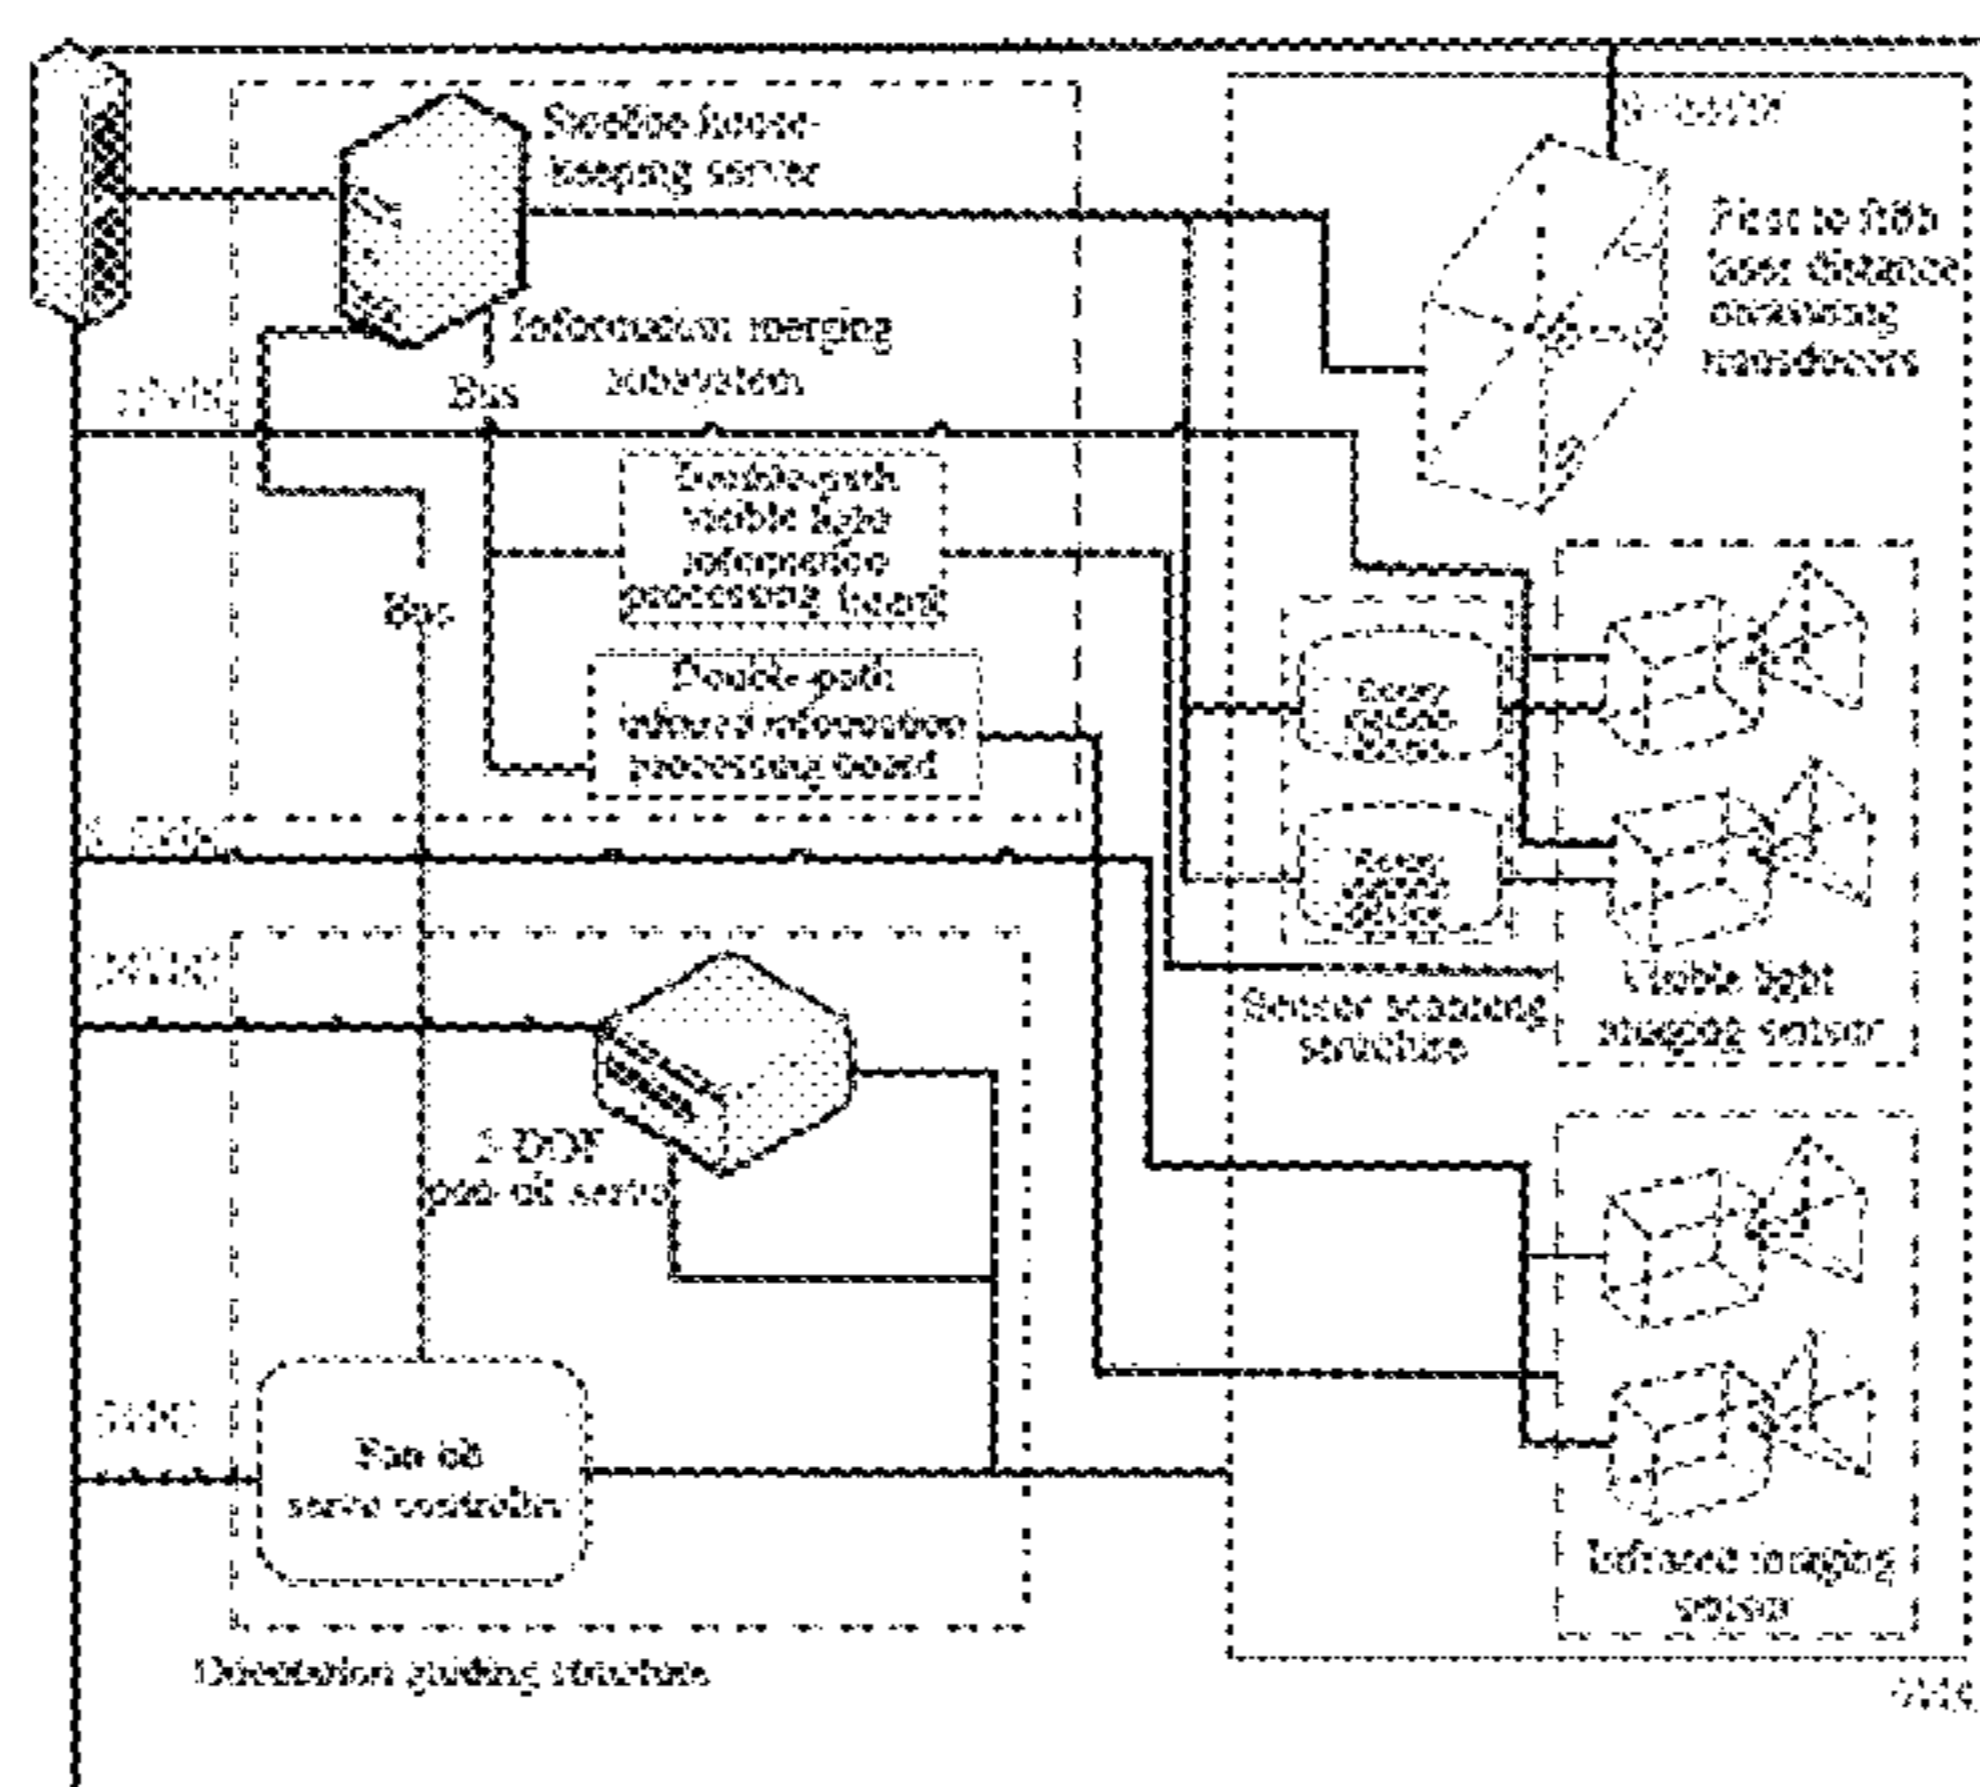 Satellite house-
keeping server
Information merging
subsystem
Bus
First to fifth
laser distance
measuring
transducers
Double-path
visible light
information
processing board
Bus
Double-path
infrared information
processing board
Visible light
imaging sensor
Sensor scanning
structure
2-DOF
pan-tilt servo
Pan-tilt
servo controller
Infrared imaging
sensor
Orientation guiding structure